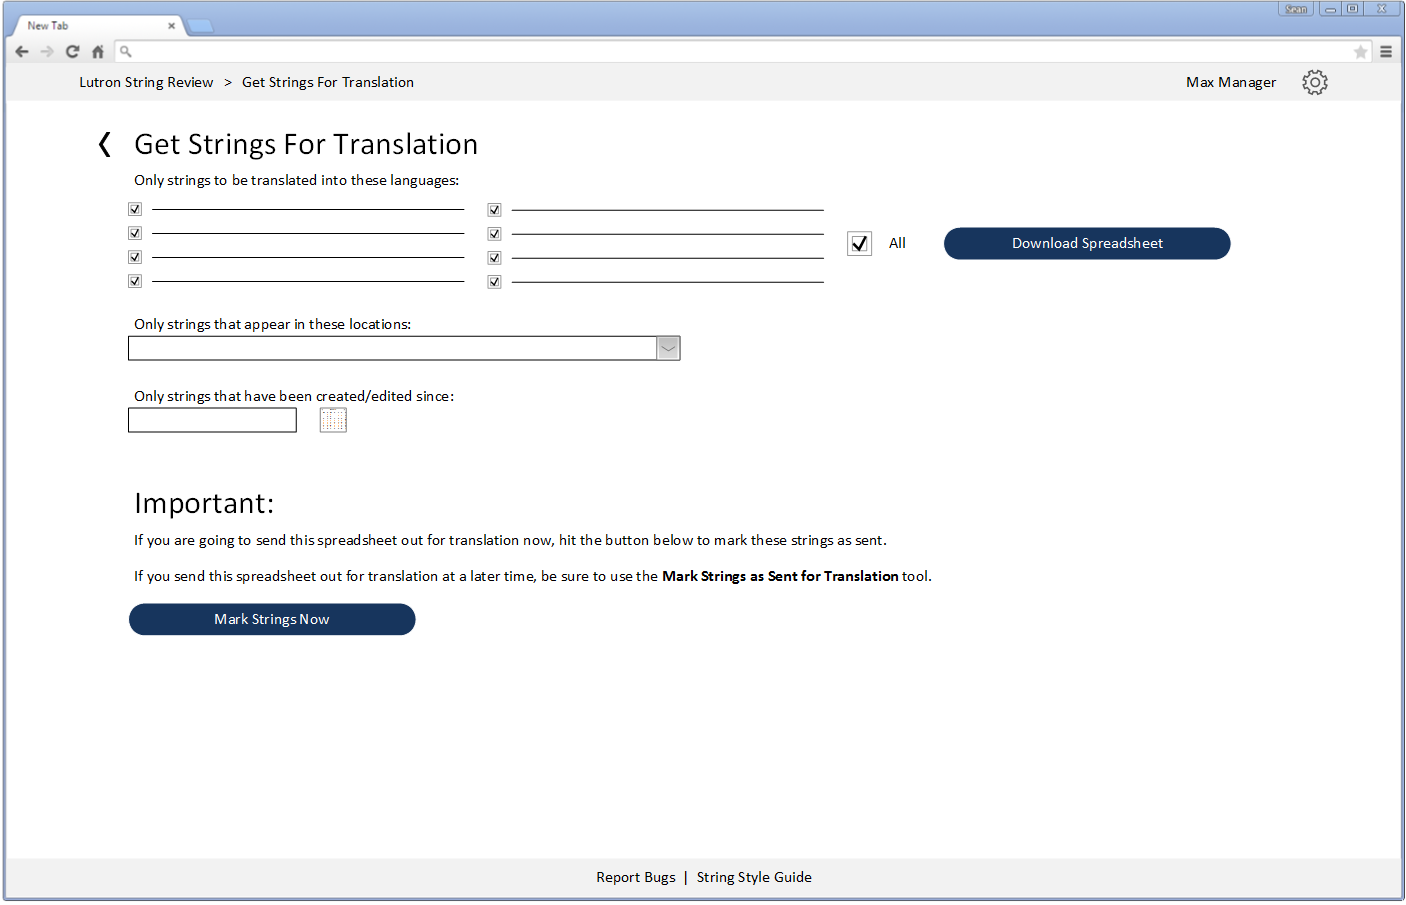 Sean
New Tab
Lutron String Review > Get Strings For Translation
Max Manager
Get Strings For Translation
Only strings to be translated into these languages:
All
Download Spreadsheet
Only strings that appear in these locations:
Only strings that have been created/edited since:
Important:
If you are going to send this spreadsheet out for translation now, hit the button below to mark these strings as sent.
If you send this spreadsheet out for translation at a later time, be sure to use the Mark Strings as Sent for Translation tool.
Mark Strings Now
Report Bugs | String Style Guide